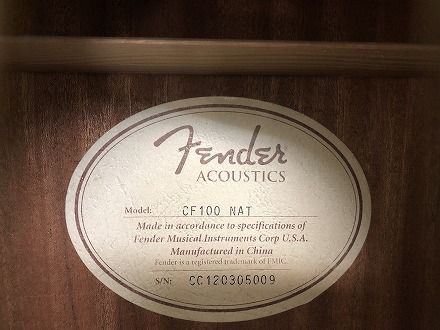 Fender
ACOUSTICS
Model: CF100 NAT
Made in accordance to specifications of
Fender Musical Instruments Corp U.S.A.
Manufactured in China
Fender is a registered trademark of FMIC.
S/N: CC120305009